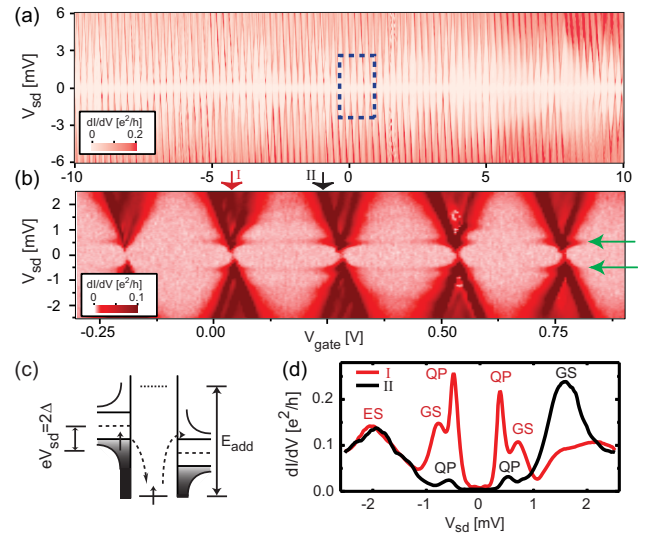 (a)
V_sd [mV]
6
3
0
-3
-6
dI/dV [e²/h]
0 0.2
-10 -5 0 5 10
I II
(b)
V_sd [mV]
2
1
0
-1
-2
dI/dV [e²/h]
0 0.1
-0.25 0.00 0.25 0.50 0.75
V_gate [V]
(c)
eV_sd=2Δ
E_add
(d)
I
II
QP QP
GS GS GS
ES
QP QP
dI/dV [e²/h]
0.2
0.1
0.0
-2 -1 0 1 2
V_sd [mV]